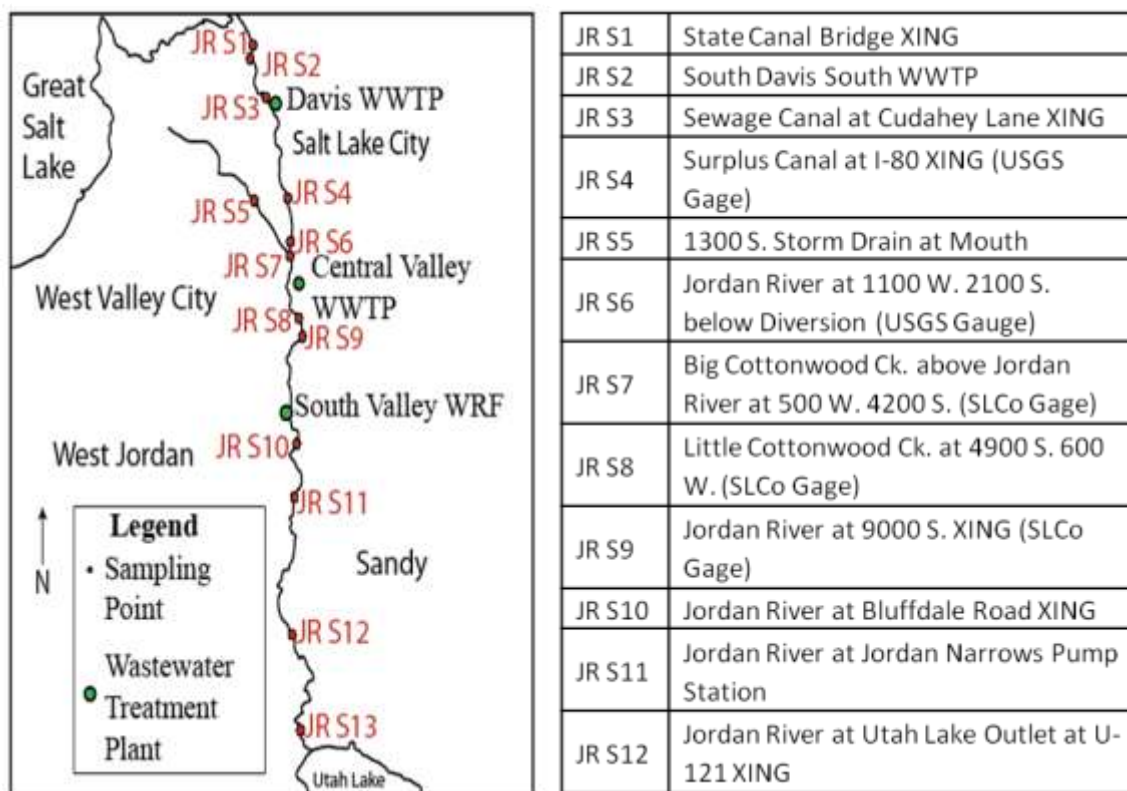 JR S1
JR S2
Great
Salt
Lake
JR S3
Davis WWTP
Salt Lake City
JR S4
JR S5
JR S6
JR S7
Central Valley
WWTP
West Valley City
JR S8
JR S9
South Valley WRF
JR S10
West Jordan
JR S11
Legend
Sampling
Point
Wastewater
Treatment
Plant
N
Sandy
JR S12
JR S13
Utah Lake
JR S1 State Canal Bridge XING
JR S2 South Davis South WWTP
JR S3 Sewage Canal at Cudahey Lane XING
JR S4 Surplus Canal at I-80 XING (USGS
Gage)
JR S5 1300 S. Storm Drain at Mouth
JR S6 Jordan River at 1100 W. 2100 S.
below Diversion (USGS Gauge)
JR S7 Big Cottonwood Ck. above Jordan
River at 500 W. 4200 S. (SLCo Gage)
JR S8 Little Cottonwood Ck. at 4900 S. 600
W. (SLCo Gage)
JR S9 Jordan River at 9000 S. XING (SLCo
Gage)
JR S10 Jordan River at Bluffdale Road XING
JR S11 Jordan River at Jordan Narrows Pump
Station
JR S12 Jordan River at Utah Lake Outlet at U-
121 XING